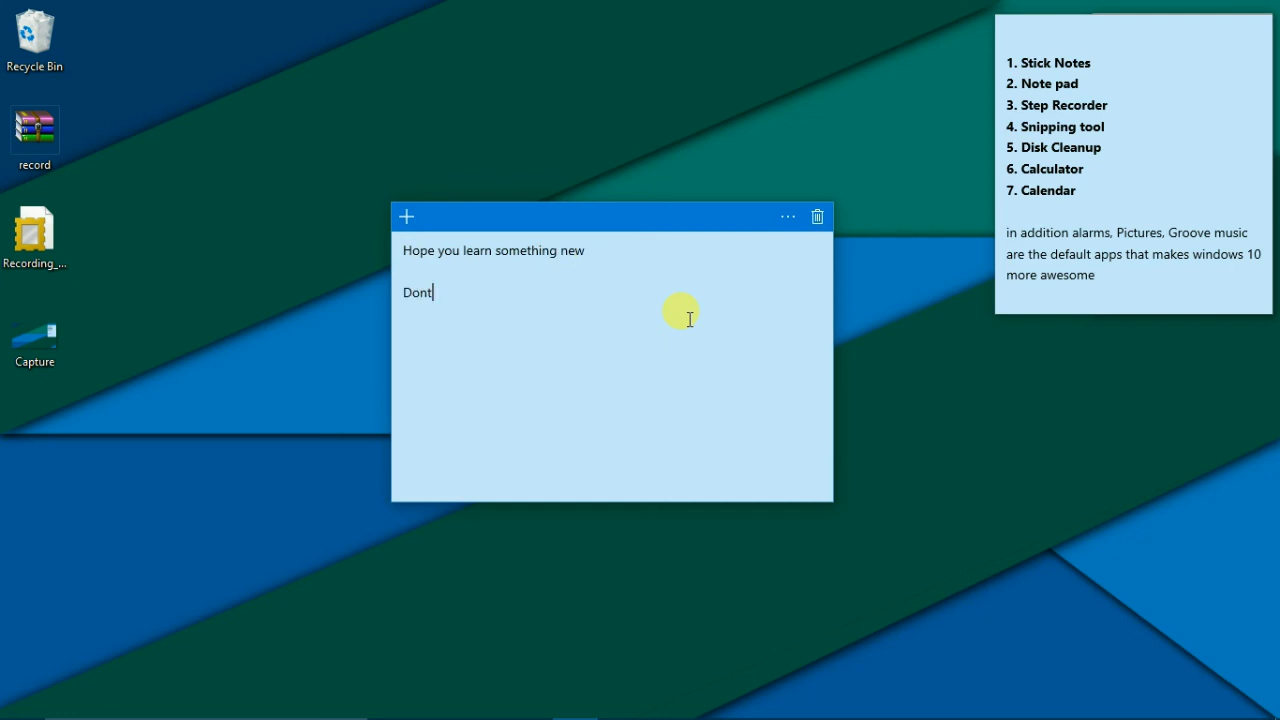 Recycle Bin
record
Recording_...
Capture
Hope you learn something new
Dont
1. Stick Notes
2. Note pad
3. Step Recorder
4. Snipping tool
5. Disk Cleanup
6. Calculator
7. Calendar
in addition alarms, Pictures, Groove music
are the default apps that makes windows 10
more awesome